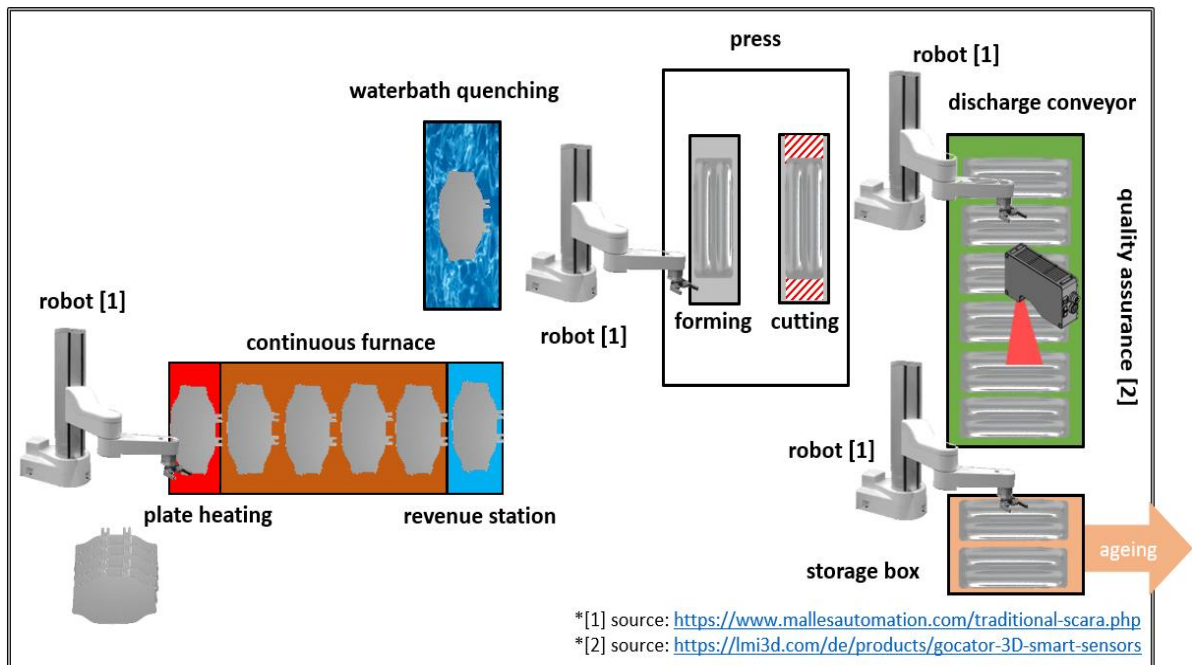 press
robot [1]
waterbath quenching
discharge conveyor
quality assurance [2]
robot [1]
robot [1]
forming
cutting
continuous furnace
robot [1]
plate heating
revenue station
storage box
ageing
*[1] source: https://www.mallesautomation.com/traditional-scara.php
*[2] source: https://lmi3d.com/de/products/gocator-3D-smart-sensors